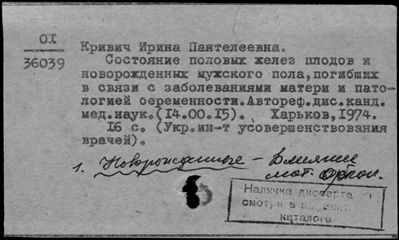 О.I
36039
Кривич Ирина Пантелеевна.
Состояние половых желез плодов и
новорожденных мужского пола,погибших
в связи с заболеваниями матери и пато-
логией беременности.Автореф.дис.канд.
мед.наук.(14.00.15). Харьков,1974.
16 с. (Укр.ин-т усовершенствования
врачей).
1. Новорожденные – Влияние
мат. орган.
Наличие диссерта
смотри в
каталоге